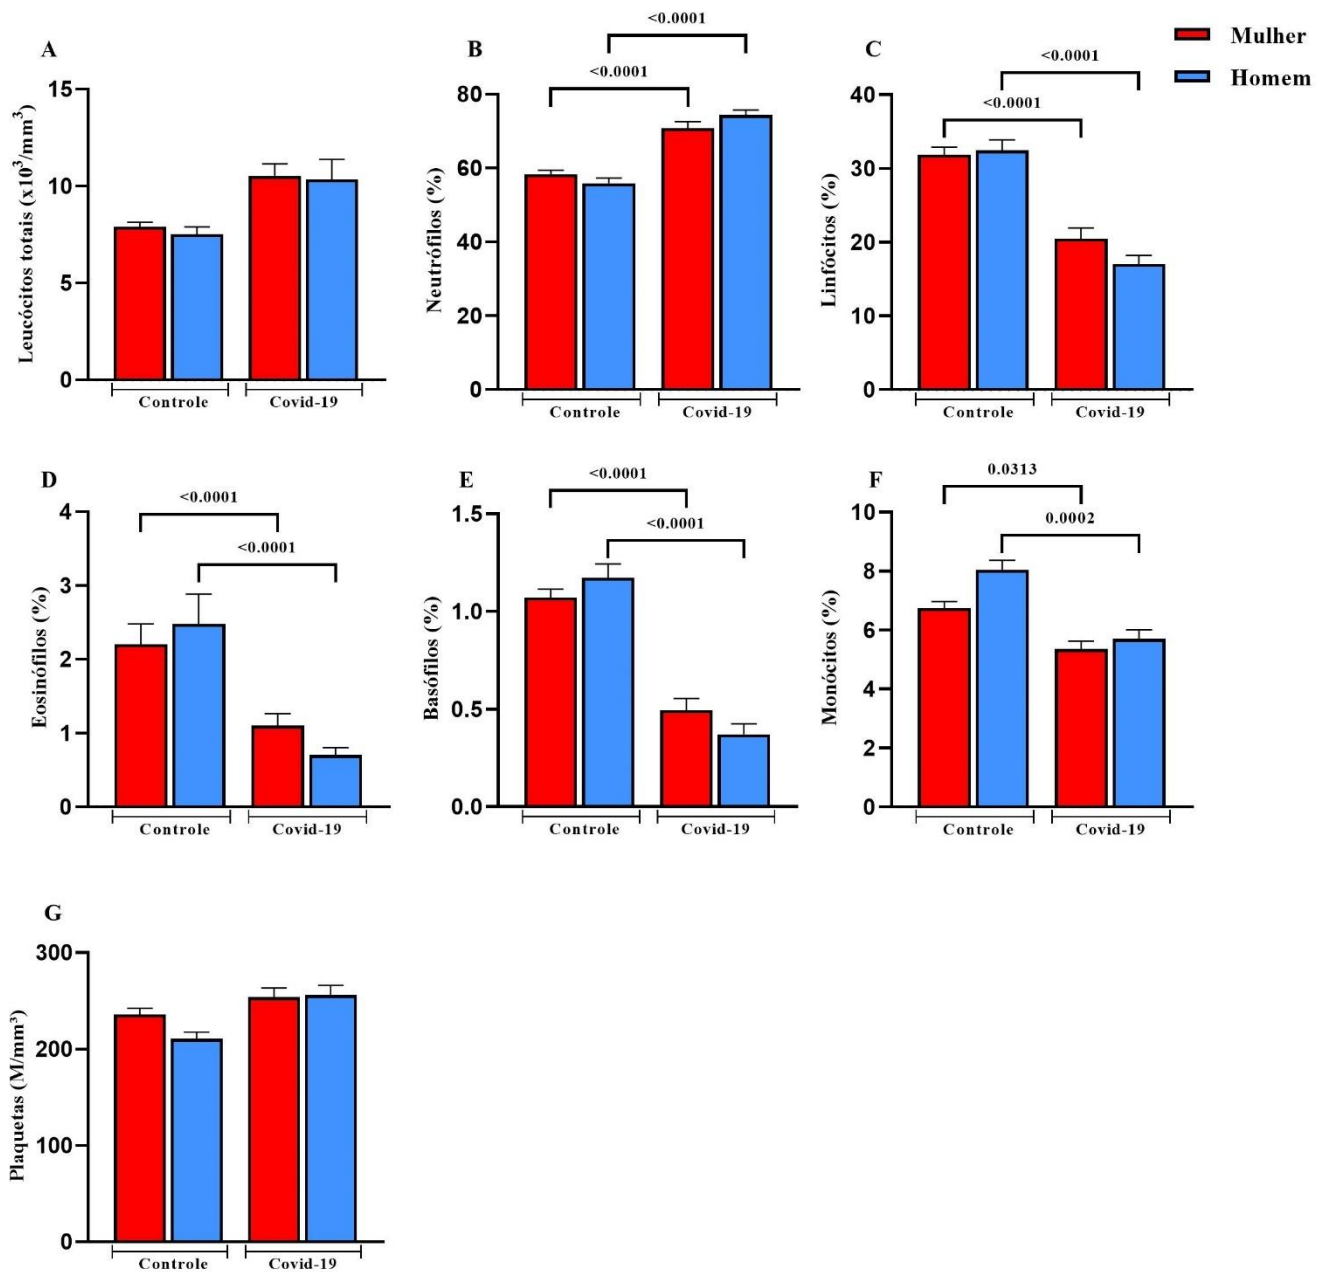 Mulher
Homem
A
Leucócitos totais (x10³/mm³)
15
10
5
0
Controle
Covid-19
B
<0.0001
<0.0001
Neutrófilos (%)
80
60
40
20
0
Controle
Covid-19
C
<0.0001
<0.0001
Linfócitos (%)
40
30
20
10
0
Controle
Covid-19
D
<0.0001
<0.0001
Eosinófilos (%)
4
3
2
1
0
Controle
Covid-19
E
<0.0001
<0.0001
Basófilos (%)
1.5
1.0
0.5
0.0
Controle
Covid-19
F
0.0313
0.0002
Monócitos (%)
10
8
6
4
2
0
Controle
Covid-19
G
Plaquetas (M/mm³)
300
200
100
0
Controle
Covid-19